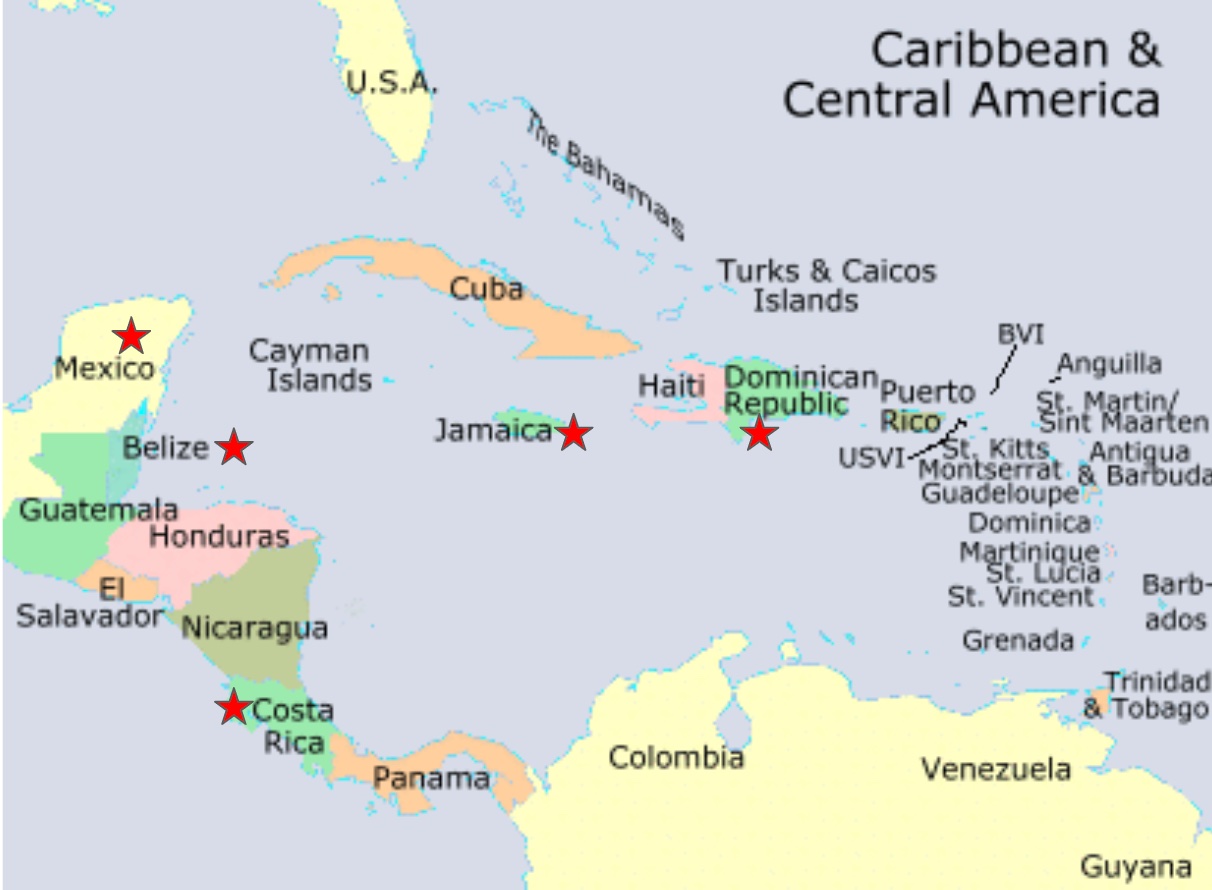 Caribbean &
Central America
U.S.A.
The Bahamas
Cuba
Turks & Caicos
Islands
Cayman
Islands
Mexico
BVI
Anguilla
Haiti
Dominican
Republic
Puerto
Rico
St. Martin/
Sint Maarten
Jamaica
Belize
USVI
St. Kitts
Antigua
& Barbuda
Montserrat
Guadeloupe
Guatemala
Honduras
Dominica
Martinique
St. Lucia
St. Vincent
Barb-
ados
El
Salavador
Nicaragua
Grenada
Trinidad
& Tobago
Costa
Rica
Panama
Colombia
Venezuela
Guyana